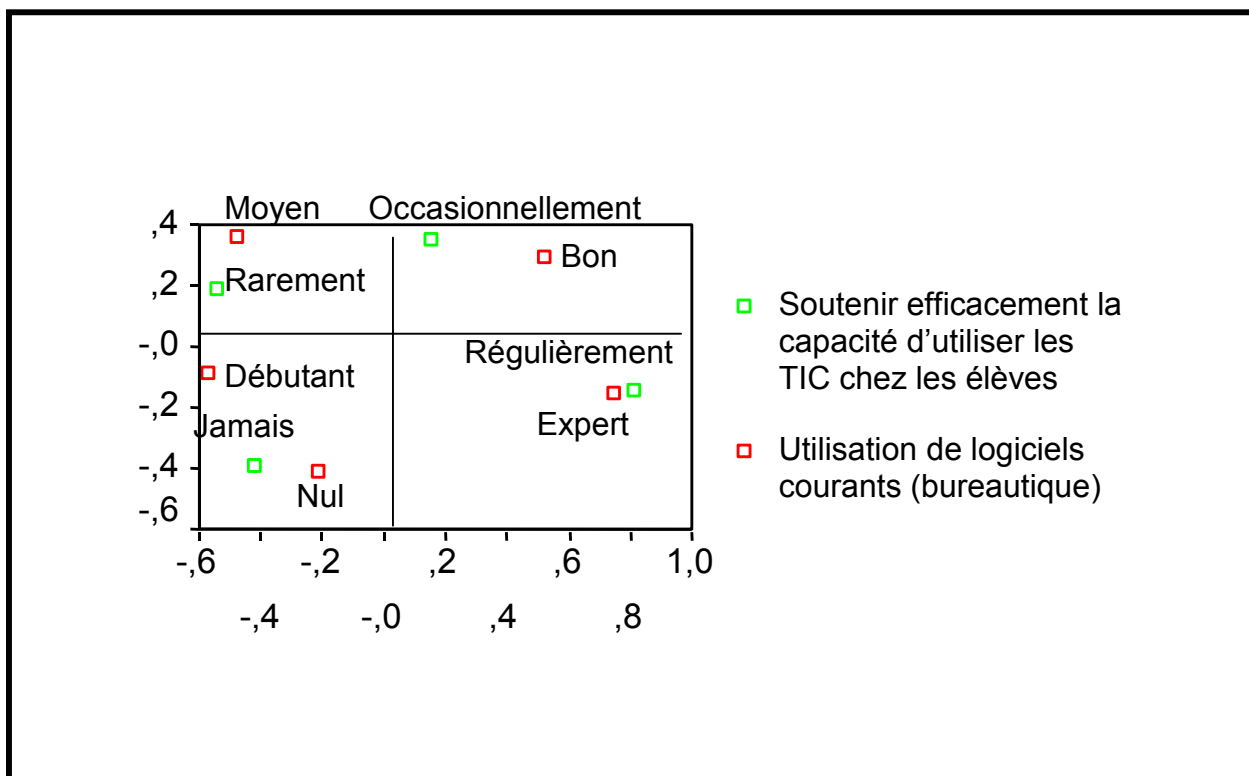 Moyen Occasionnellement
,4
Bon
,2
Rarement
-,0
Régulièrement
Débutant
-,2
Jamais
Expert
-,4
Nul
-,6
-,6 -,2 ,2 ,6 1,0
-,4 -,0 ,4 ,8
Soutenir efficacement la
capacité d’utiliser les
TIC chez les élèves
Utilisation de logiciels
courants (bureautique)